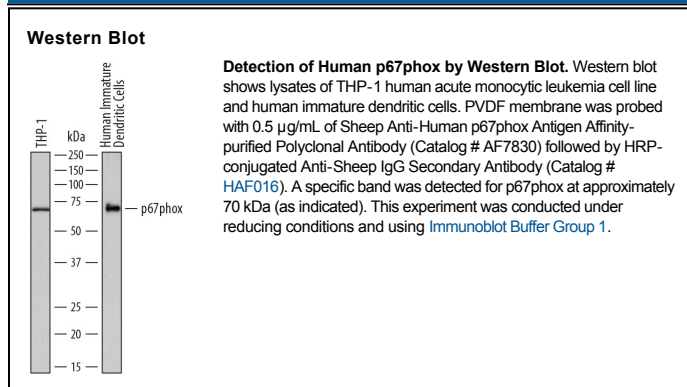 Western Blot
THP-1
kDa
Human Immature
Dendritic Cells
250
150
100
75
p67phox
50
37
25
20
15
Detection of Human p67phox by Western Blot. Western blot
shows lysates of THP-1 human acute monocytic leukemia cell line
and human immature dendritic cells. PVDF membrane was probed
with 0.5 µg/mL of Sheep Anti-Human p67phox Antigen Affinity-
purified Polyclonal Antibody (Catalog # AF7830) followed by HRP-
conjugated Anti-Sheep IgG Secondary Antibody (Catalog #
HAF016). A specific band was detected for p67phox at approximately
70 kDa (as indicated). This experiment was conducted under
reducing conditions and using Immunoblot Buffer Group 1.